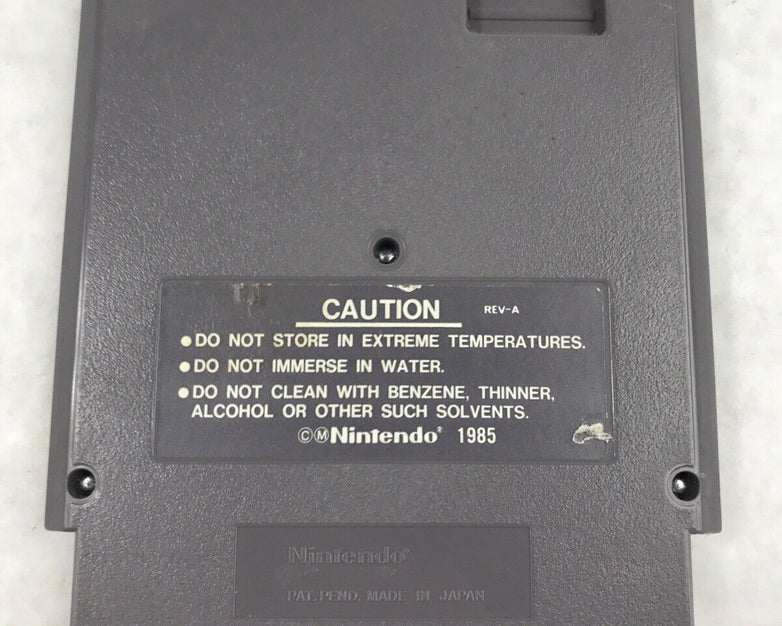 CAUTION REV-A
●DO NOT STORE IN EXTREME TEMPERATURES.
●DO NOT IMMERSE IN WATER.
●DO NOT CLEAN WITH BENZENE, THINNER,
ALCOHOL OR OTHER SUCH SOLVENTS.
©ⓂNintendo® 1985
Nintendo®
PAT. PEND. MADE IN JAPAN